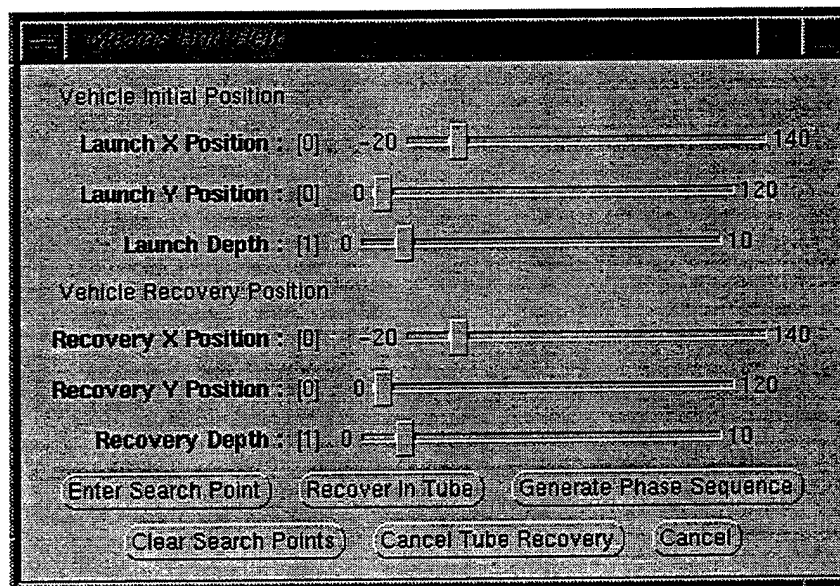 Vehicle Initial Position
Launch X Position : [0] -20 140
Launch Y Position : [0] 0 120
Launch Depth : [1] 0 10
Vehicle Recovery Position
Recovery X Position : [0] -20 140
Recovery Y Position : [0] 0 120
Recovery Depth : [1] 0 10
Enter Search Point Recover In Tube Generate Phase Sequence
Clear Search Points Cancel Tube Recovery Cancel